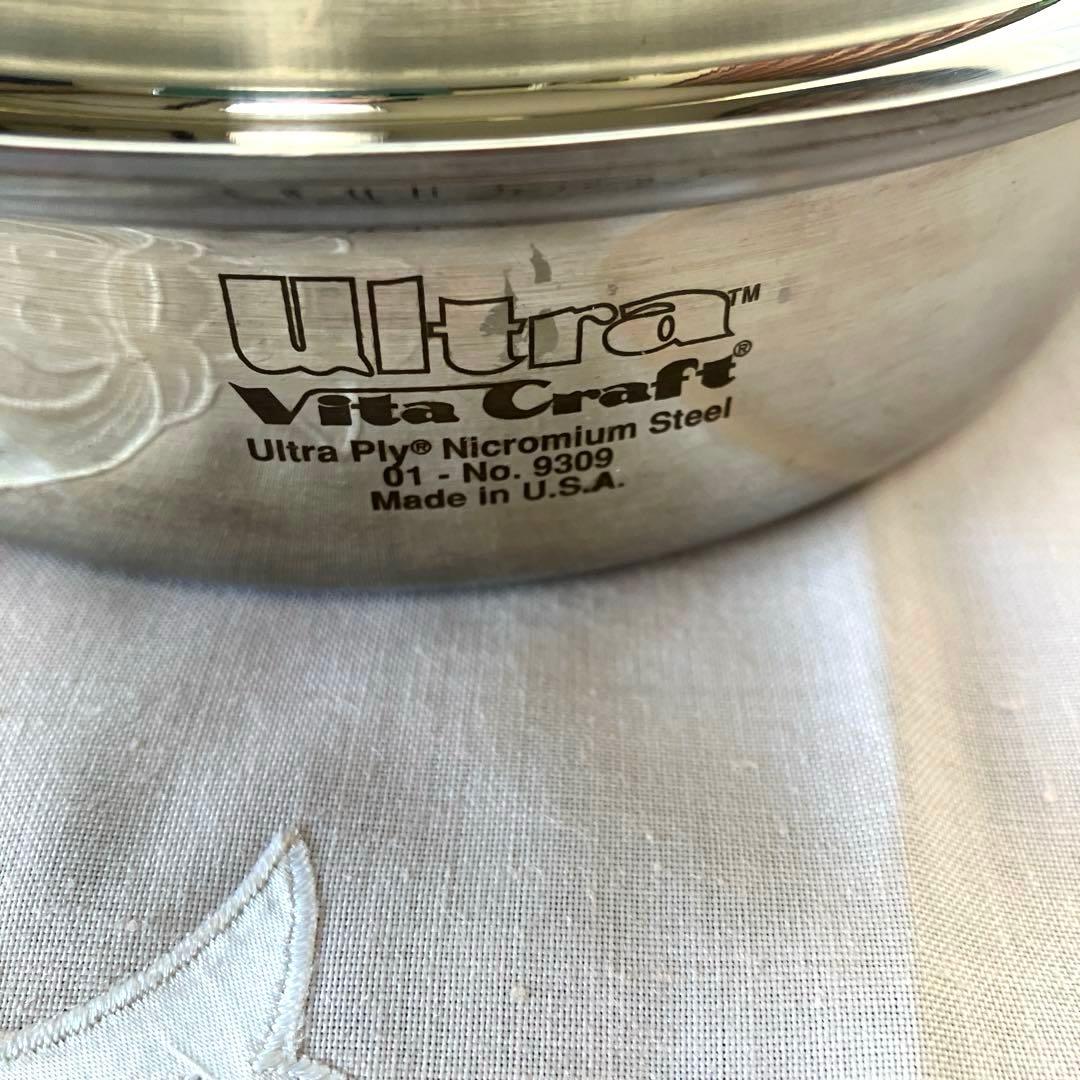 Ultra™
Vita Craft®
Ultra Ply® Nicromium Steel
01 - No. 9309
Made in U.S.A.